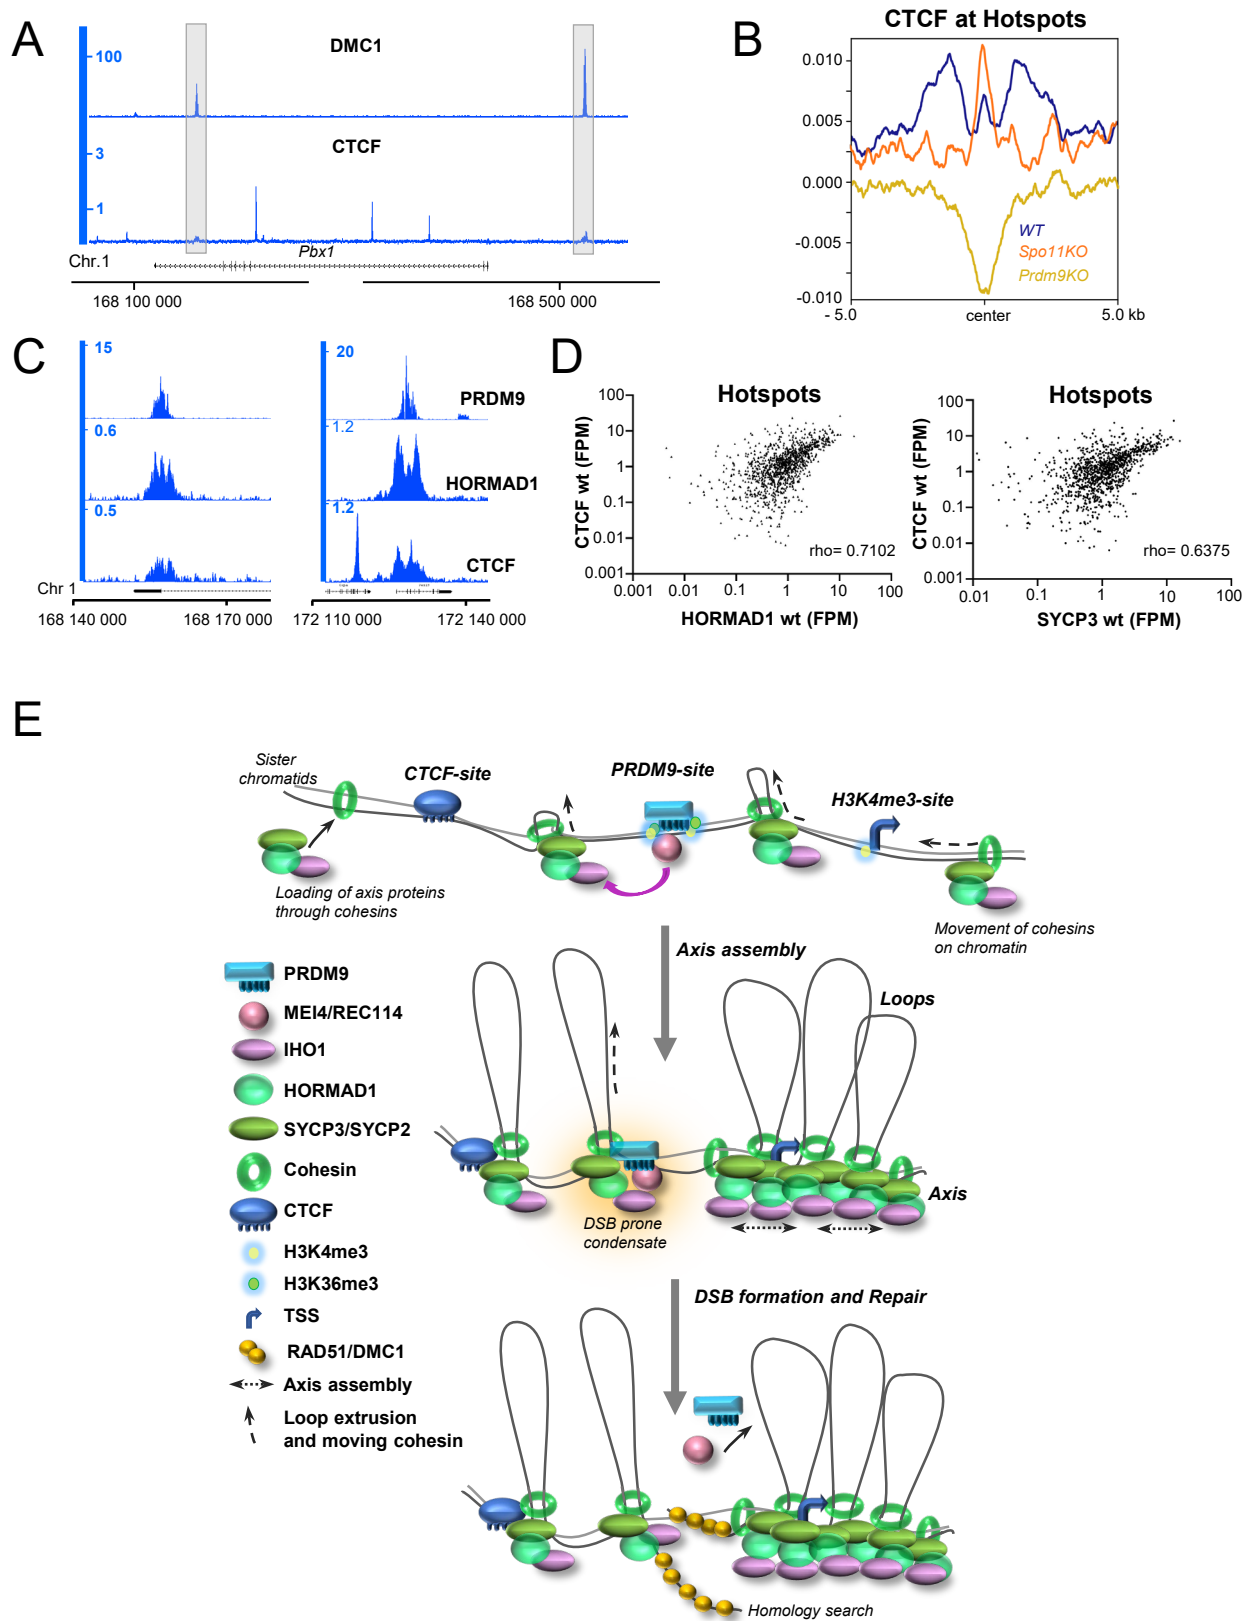 A
DMC1
100
CTCF
3
1
Pbx1
Chr.1
168 100 000
168 500 000
B
CTCF at Hotspots
0.010
0.005
0.000
-0.005
-0.010
WT
Spo11KO
Prdm9KO
- 5.0
center
5.0 kb
C
15
0.6
0.5
Chr 1
168 140 000
168 170 000
20
PRDM9
1.2
HORMAD1
1.2
CTCF
172 110 000
172 140 000
D
Hotspots
CTCF wt (FPM)
100
10
1
0.1
0.01
0.001
rho= 0.7102
0.001
0.01
0.1
1
10
100
HORMAD1 wt (FPM)
Hotspots
CTCF wt (FPM)
100
10
1
0.1
0.01
0.001
rho= 0.6375
0.01
0.1
1
10
100
SYCP3 wt (FPM)
E
Sister
chromatids
CTCF-site
PRDM9-site
H3K4me3-site
Loading of axis proteins
through cohesins
Movement of cohesins
on chromatin
Axis assembly
Loops
Axis
DSB prone
condensate
PRDM9
MEI4/REC114
IHO1
HORMAD1
SYCP3/SYCP2
Cohesin
CTCF
H3K4me3
H3K36me3
TSS
RAD51/DMC1
Axis assembly
Loop extrusion
and moving cohesin
DSB formation and Repair
Homology search